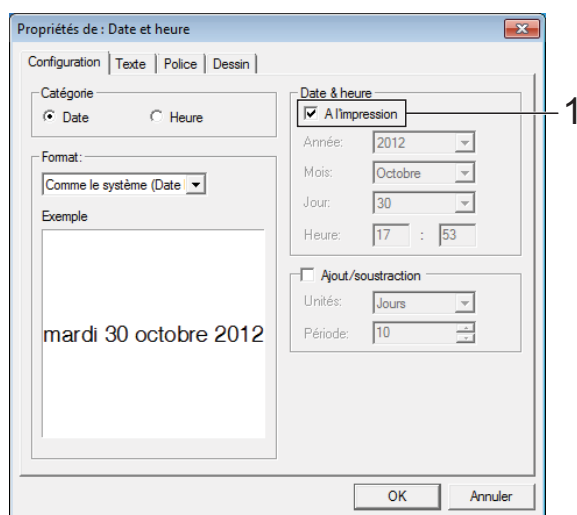 Propriétés de : Date et heure
Configuration Texte Police Dessin
Catégorie
Date Heure
Format:
Comme le système (Date
Exemple
mardi 30 octobre 2012
Date & heure
A l'impression
1
Année: 2012
Mois: Octobre
Jour: 30
Heure: 17 : 53
Ajout/soustraction
Unités: Jours
Période: 10
OK Annuler